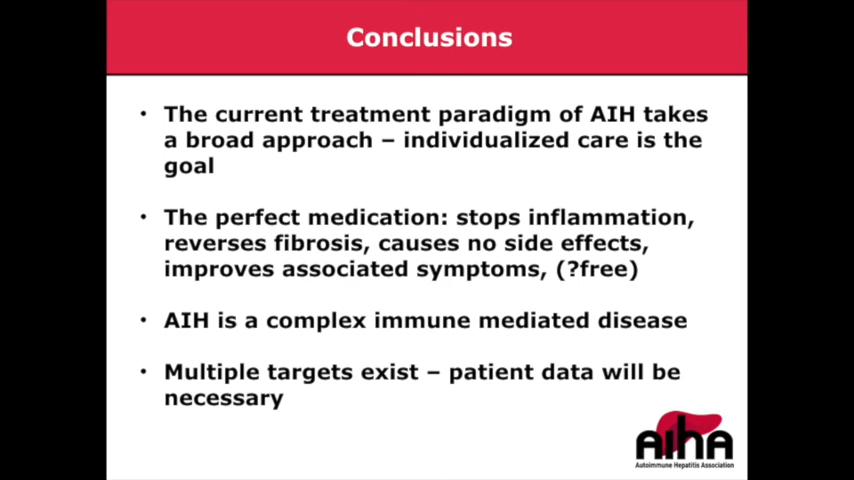 Conclusions
• The current treatment paradigm of AIH takes
a broad approach – individualized care is the
goal
• The perfect medication: stops inflammation,
reverses fibrosis, causes no side effects,
improves associated symptoms, (?free)
• AIH is a complex immune mediated disease
• Multiple targets exist – patient data will be
necessary
AIHA
Autoimmune Hepatitis Association